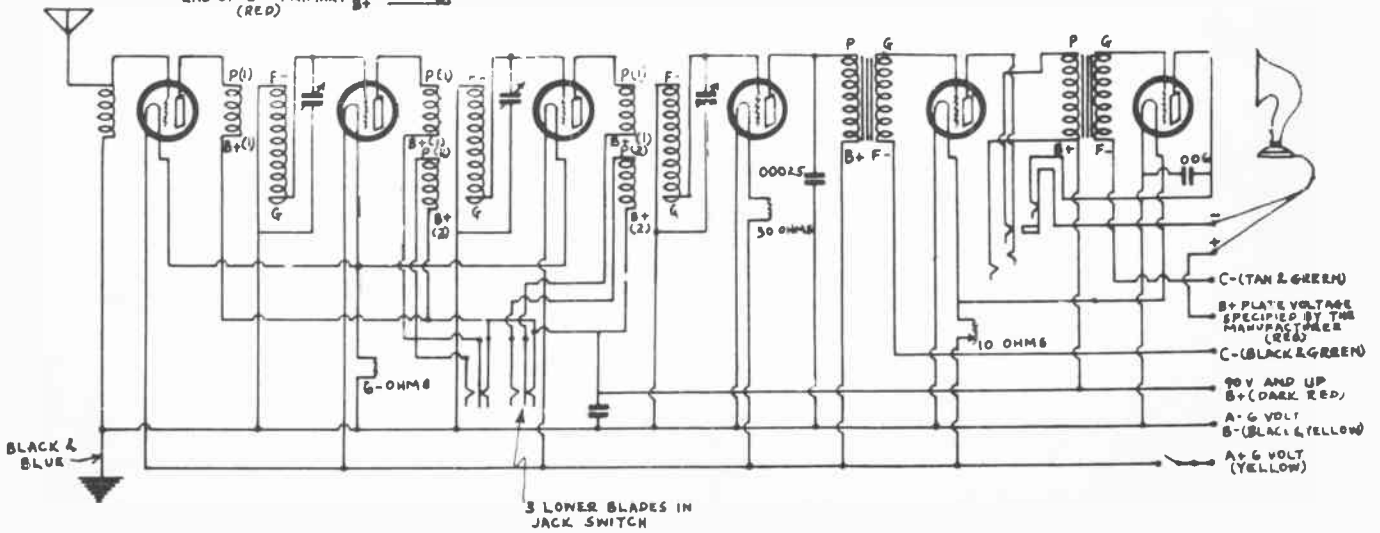 (RED)
B+
P(1)
F-
B+(1)
G
P(1)
F-
B+(1)
P(2)
B+
(2)
G
P(1)
F-
B+(1)
P(2)
B+
(2)
G
P
G
B+
F-
P
G
B+
F-
00025
30 OHMS
006
-
+
C-(TAN & GREEN)
B+ PLATE VOLTAGE
SPECIFIED BY THE
MANUFACTURER
(RED)
10 OHMS
C-(BLACK & GREEN)
6-OHMS
90V AND UP
B+(DARK RED)
A-6 VOLT
B-(BLACK & YELLOW)
A+6 VOLT
(YELLOW)
BLACK &
BLUE
3 LOWER BLADES IN
JACK SWITCH